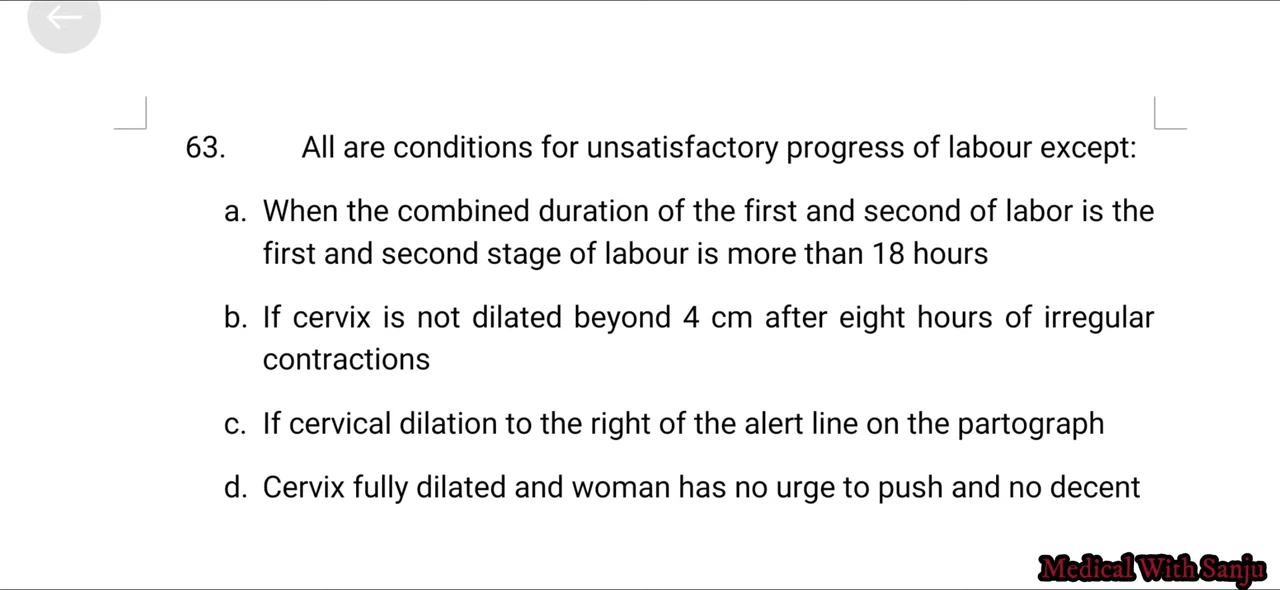 63. All are conditions for unsatisfactory progress of labour except:
a. When the combined duration of the first and second of labor is the
first and second stage of labour is more than 18 hours
b. If cervix is not dilated beyond 4 cm after eight hours of irregular
contractions
c. If cervical dilation to the right of the alert line on the partograph
d. Cervix fully dilated and woman has no urge to push and no decent
Medical With Sanju